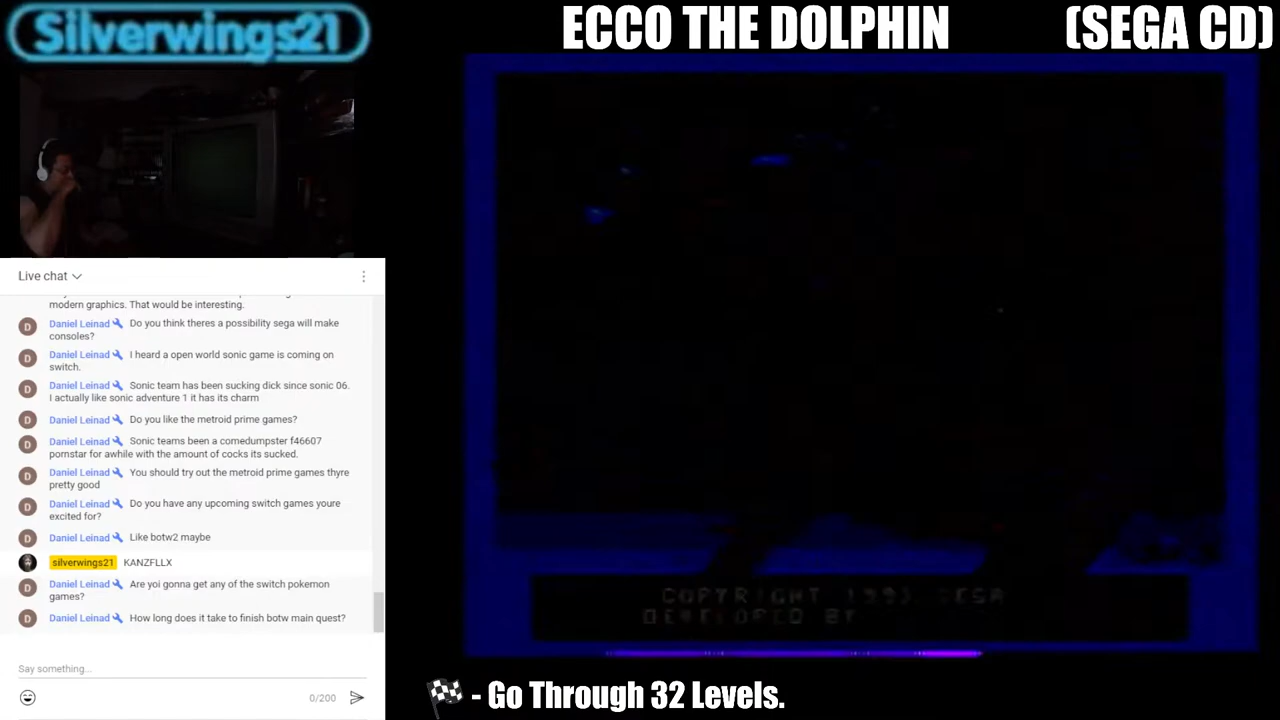 Silverwings21
ECCO THE DOLPHIN
(SEGA CD)
Live chat
modern graphics. That would be interesting.
D Daniel Leinad Do you think theres a possibility sega will make
consoles?
D Daniel Leinad I heard a open world sonic game is coming on
switch.
D Daniel Leinad Sonic team has been sucking dick since sonic 06.
I actually like sonic adventure 1 it has its charm
D Daniel Leinad Do you like the metroid prime games?
D Daniel Leinad Sonic teams been a comedumpster f46607
pornstar for awhile with the amount of cocks its sucked.
D Daniel Leinad You should try out the metroid prime games thyre
pretty good
D Daniel Leinad Do you have any upcoming switch games youre
excited for?
D Daniel Leinad Like botw2 maybe
silverwings21 KANZFLLX
D Daniel Leinad Are yoi gonna get any of the switch pokemon
games?
D Daniel Leinad How long does it take to finish botw main quest?
Say something...
0/200
COPYRIGHT SEGA
DEVELOPED BY
- Go Through 32 Levels.